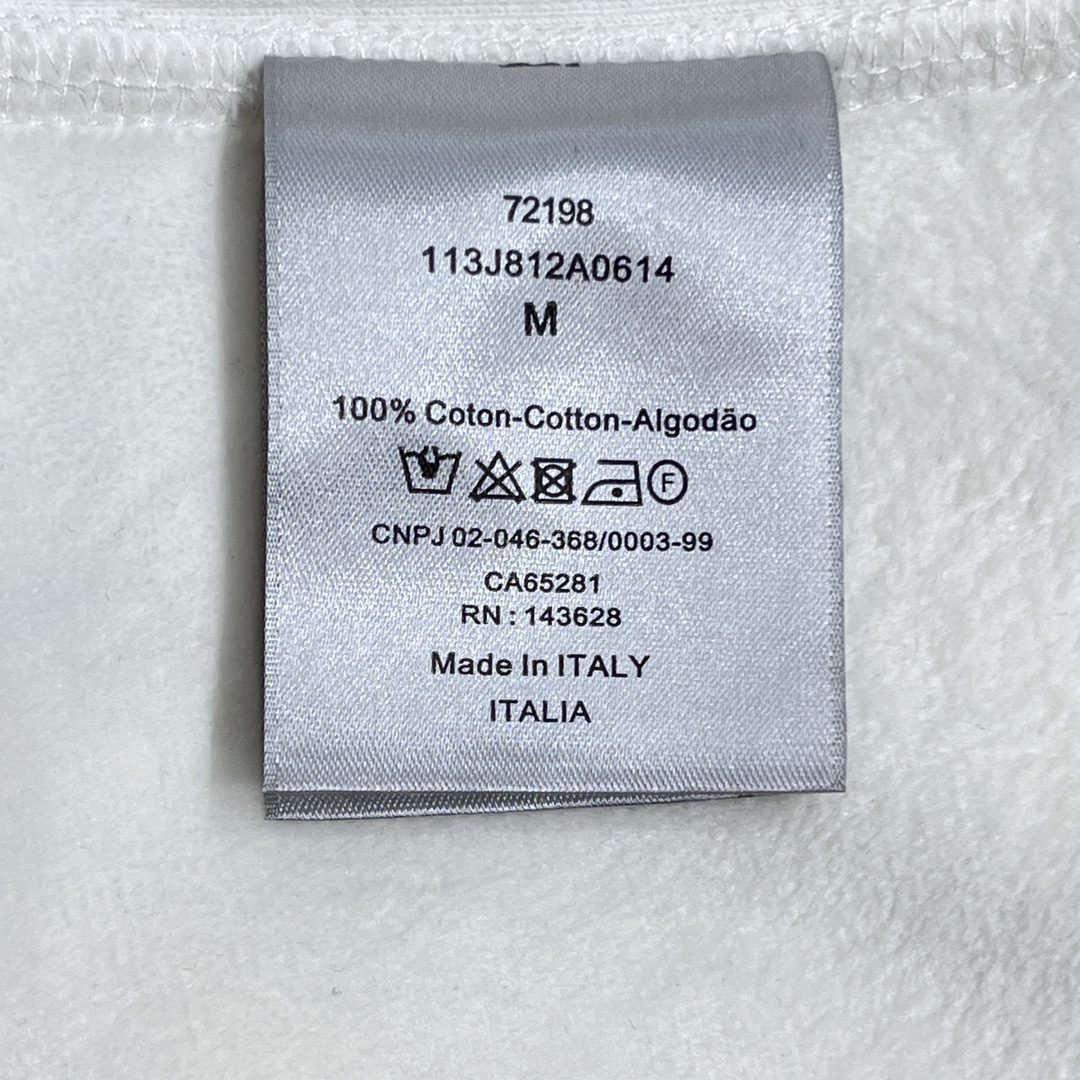 72198
113J812A0614
M
100% Coton-Cotton-Algodão
F
CNPJ 02-046-368/0003-99
CA65281
RN : 143628
Made In ITALY
ITALIA